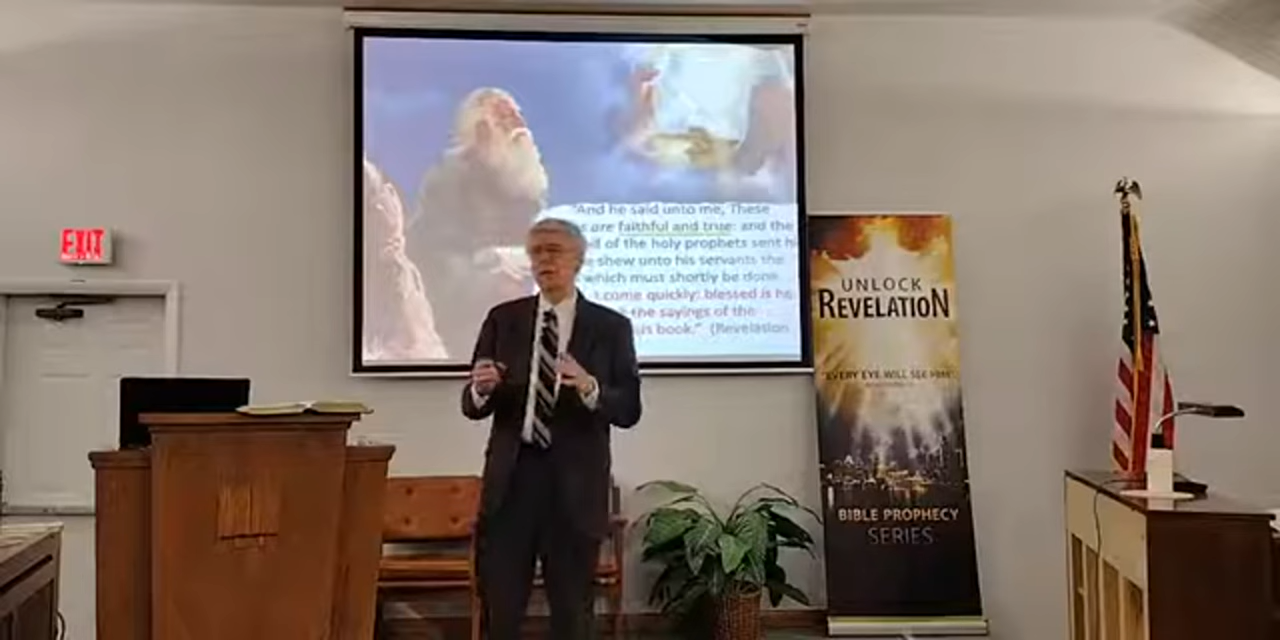 EXIT
"And he said unto me, These
are faithful and true: and the
of the holy prophets sent
shew unto his servants the
which must shortly be done
come quickly: blessed is he
the sayings of the
book." (Revelation
UNLOCK
REVELATION
"EVERY EYE WILL SEE HIM"
BIBLE PROPHECY
SERIES